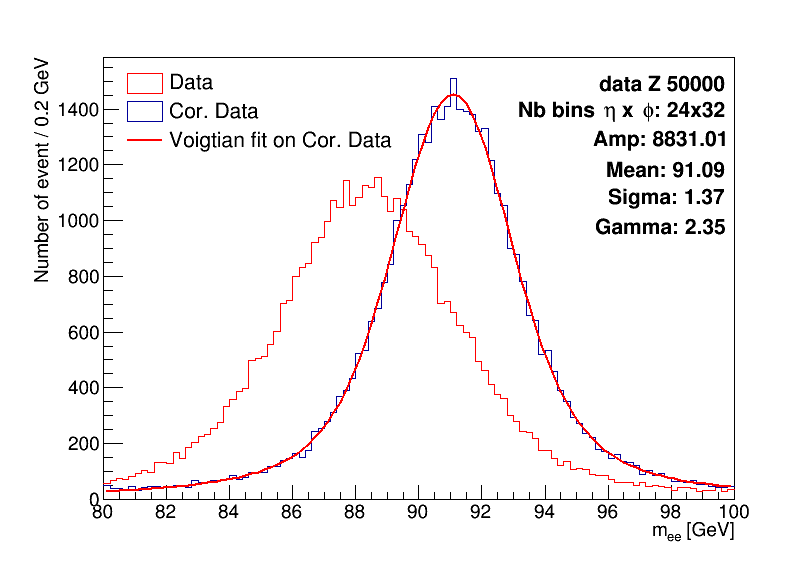 Number of event / 0.2 GeV
Data
Cor. Data
Voigtian fit on Cor. Data
data Z 50000
Nb bins η x φ: 24x32
Amp: 8831.01
Mean: 91.09
Sigma: 1.37
Gamma: 2.35
1400
1200
1000
800
600
400
200
0
80 82 84 86 88 90 92 94 96 98 100
m_ee [GeV]